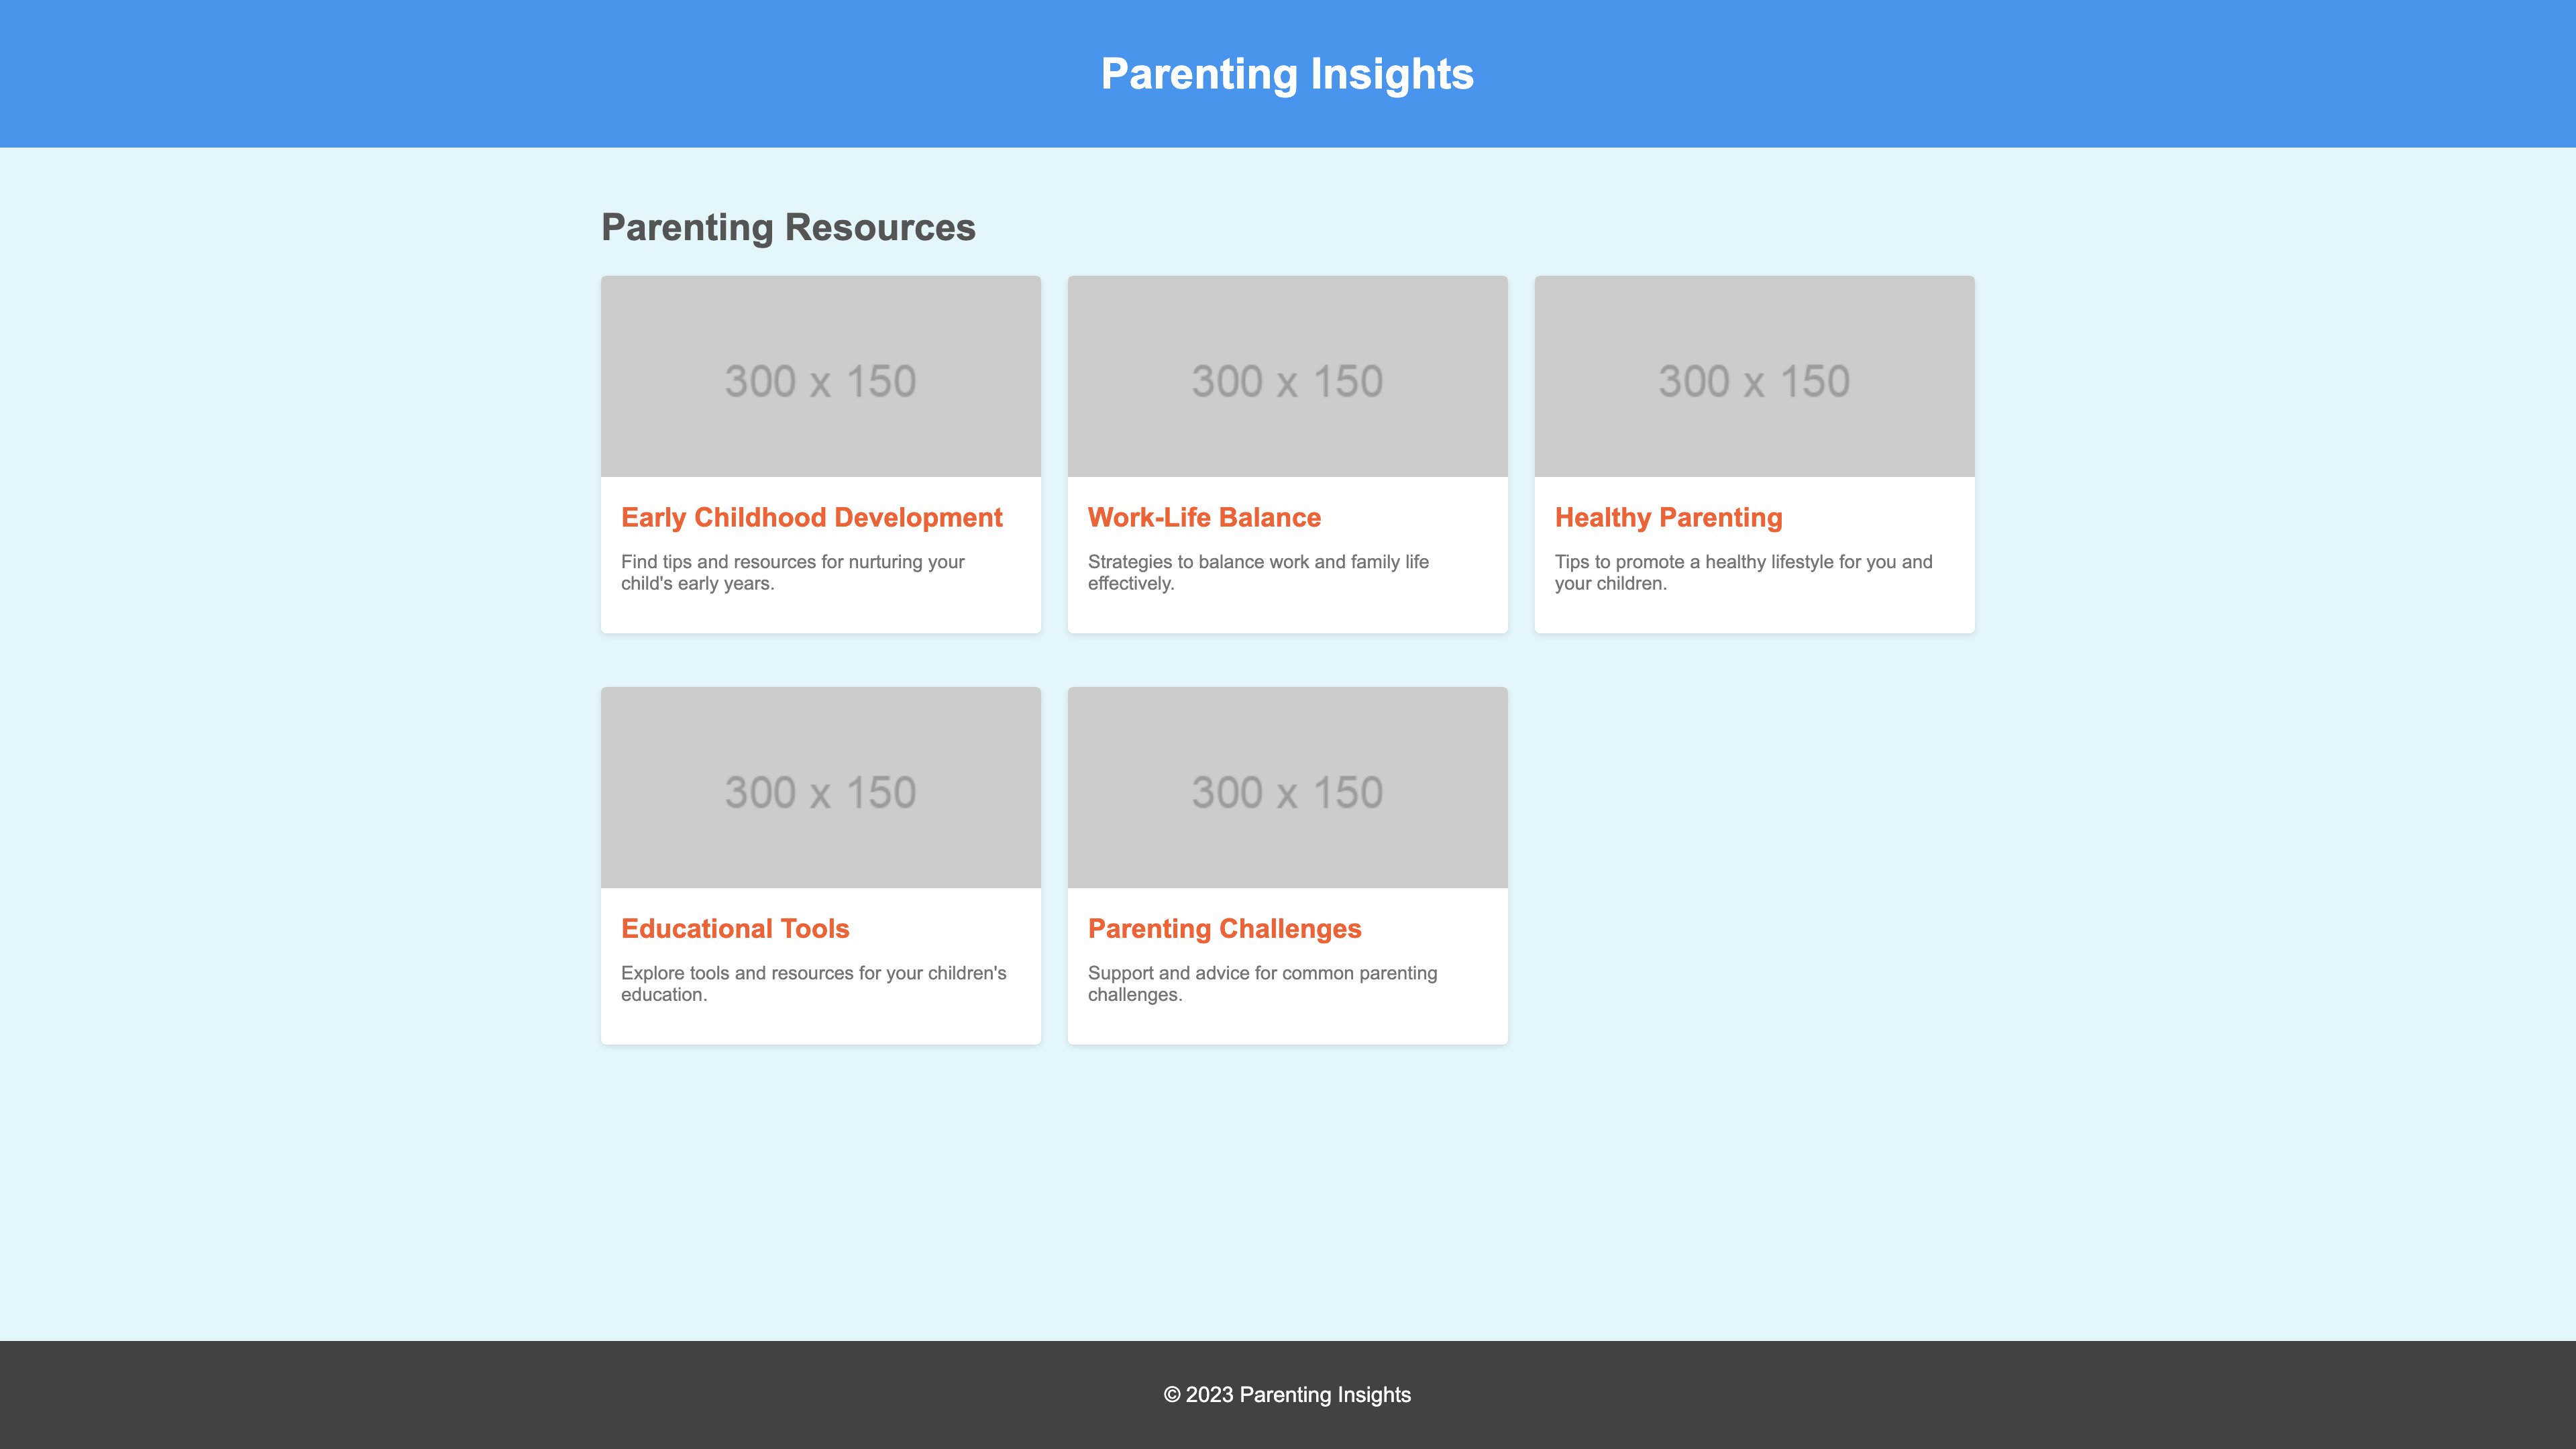 Parenting Insights
Parenting Resources
300 x 150
300 x 150
300 x 150
Early Childhood Development
Find tips and resources for nurturing your
child's early years.
Work-Life Balance
Strategies to balance work and family life
effectively.
Healthy Parenting
Tips to promote a healthy lifestyle for you and
your children.
300 x 150
300 x 150
Educational Tools
Explore tools and resources for your children's
education.
Parenting Challenges
Support and advice for common parenting
challenges.
© 2023 Parenting Insights